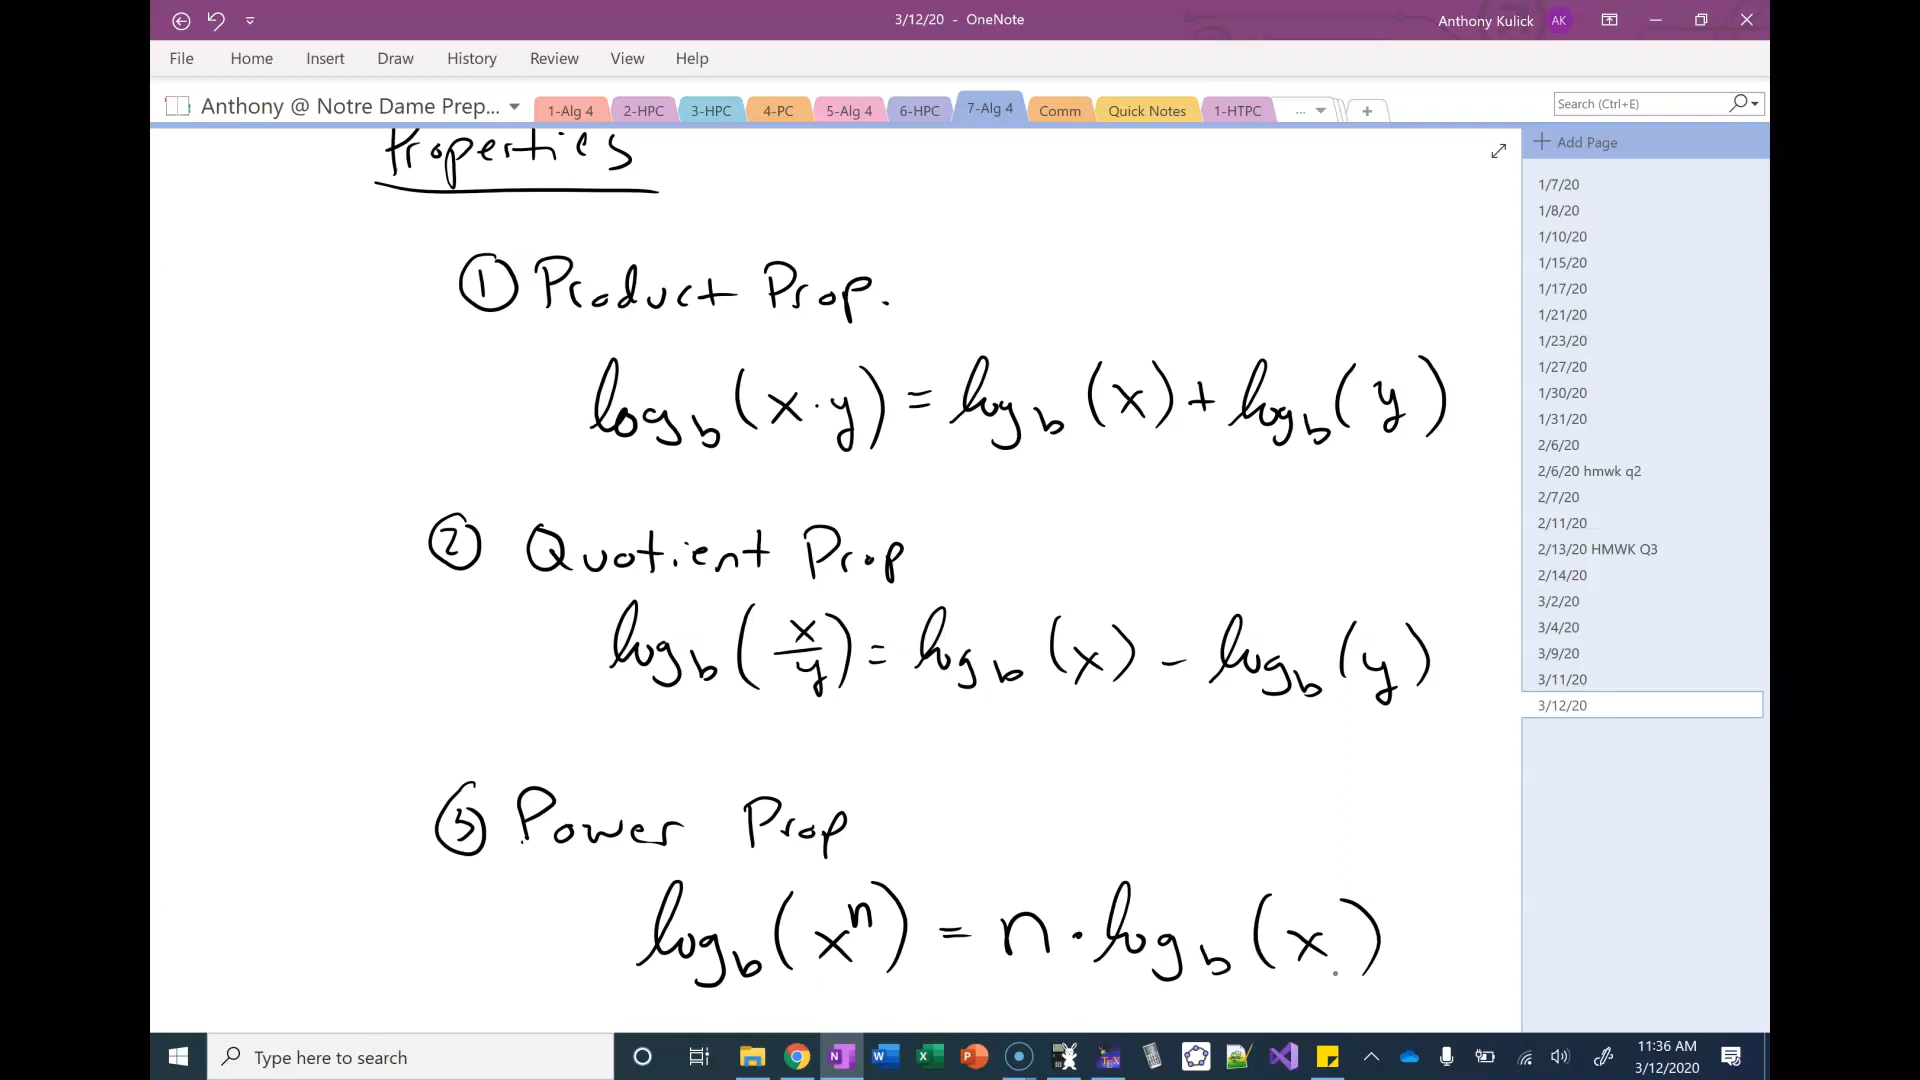 3/12/20 - OneNote
Anthony Kulick AK
File Home Insert Draw History Review View Help
Anthony @ Notre Dame Prep... 1-Alg 4 2-HPC 3-HPC 4-PC 5-Alg 4 6-HPC 7-Alg 4 Comm Quick Notes 1-HTPC ... +
Search (Ctrl+E)
Properties
① Product Prop.
log_b (x·y) = log_b (x) + log_b (y)
② Quotient Prop
log_b (x/y) = log_b (x) - log_b (y)
③ Power Prop
log_b (x^n) = n · log_b (x)
+ Add Page
1/7/20
1/8/20
1/10/20
1/15/20
1/17/20
1/21/20
1/23/20
1/27/20
1/30/20
1/31/20
2/6/20
2/6/20 hmwk q2
2/7/20
2/11/20
2/13/20 HMWK Q3
2/14/20
3/2/20
3/4/20
3/9/20
3/11/20
3/12/20
Type here to search
11:36 AM
3/12/2020